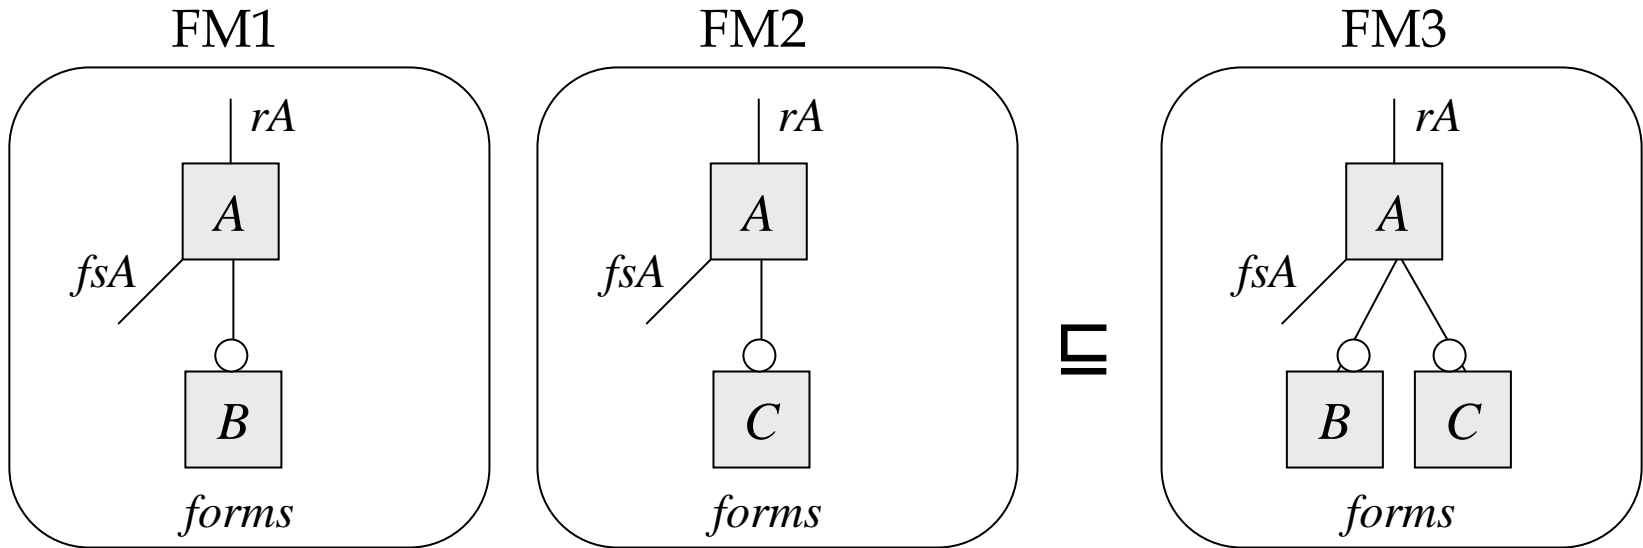 FM1 FM2 FM3
rA rA rA
A A A
fsA fsA fsA
⊑
B C B C
forms forms forms